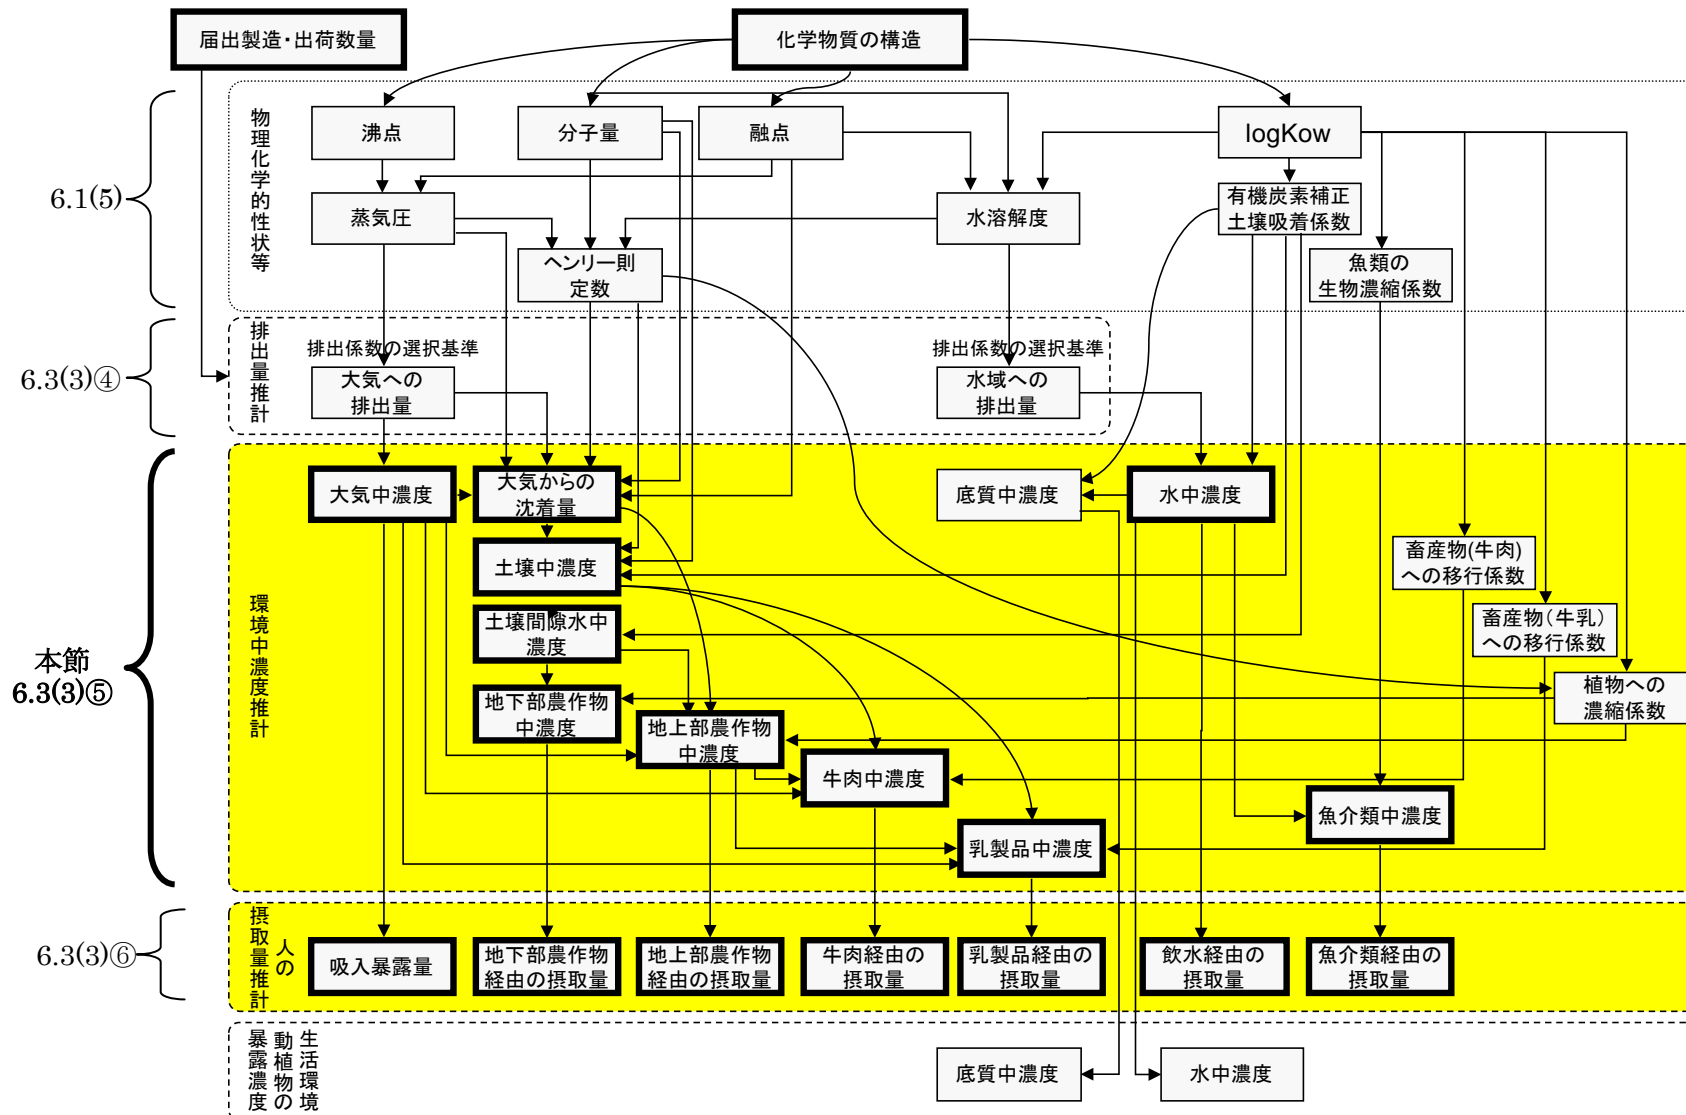 届出製造・出荷数量
化学物質の構造
6.1(5)
物理化学的性状等
沸点
分子量
融点
logKow
蒸気圧
水溶解度
有機炭素補正
土壌吸着係数
ヘンリー則
定数
魚類の
生物濃縮係数
6.3(3)④
排出量推計
排出係数の選択基準
大気への
排出量
排出係数の選択基準
水域への
排出量
本節
6.3(3)⑤
環境中濃度推計
大気中濃度
大気からの
沈着量
底質中濃度
水中濃度
土壌中濃度
畜産物(牛肉)
への移行係数
土壌間隙水中
濃度
畜産物（牛乳）
への移行係数
地下部農作物
中濃度
植物への
濃縮係数
地上部農作物
中濃度
牛肉中濃度
魚介類中濃度
乳製品中濃度
6.3(3)⑥
人の
摂取量推計
吸入暴露量
地下部農作物
経由の摂取量
地上部農作物
経由の摂取量
牛肉経由の
摂取量
乳製品経由の
摂取量
飲水経由の
摂取量
魚介類経由の
摂取量
生活環境
動植物の
暴露濃度
底質中濃度
水中濃度